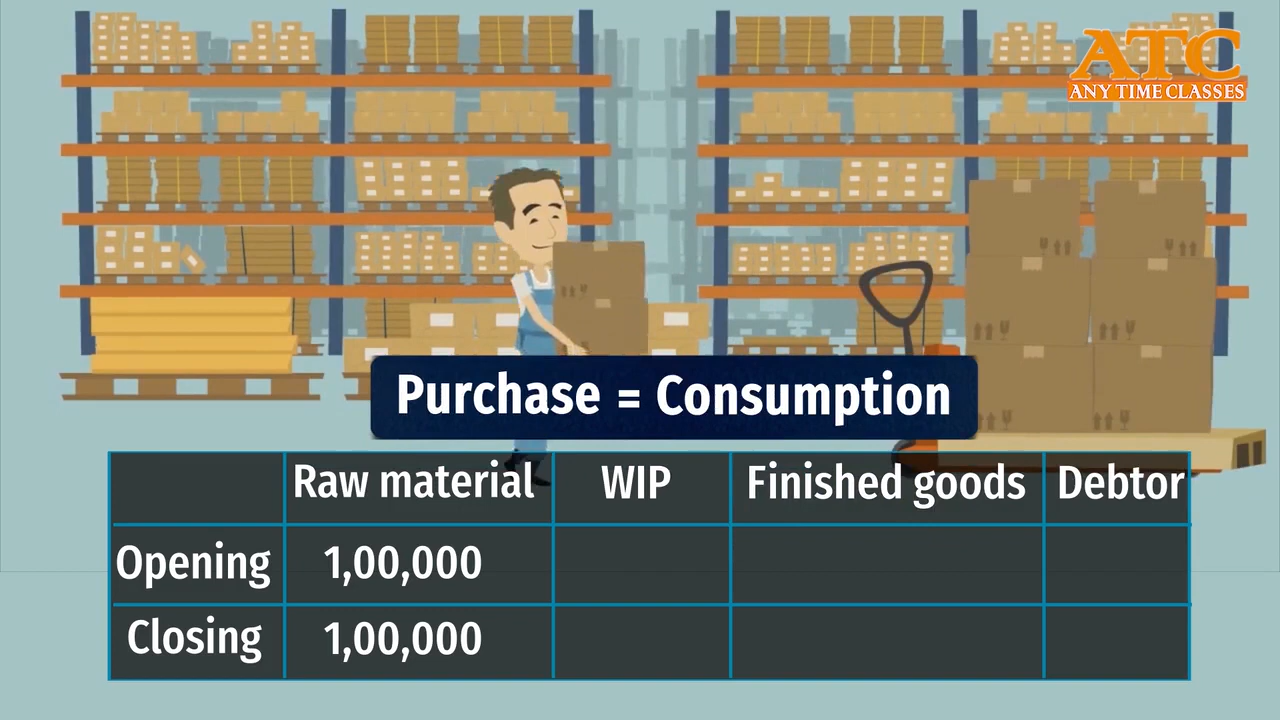 ATC
ANY TIME CLASSES
Purchase = Consumption
Raw material WIP Finished goods Debtor
Opening 1,00,000
Closing 1,00,000